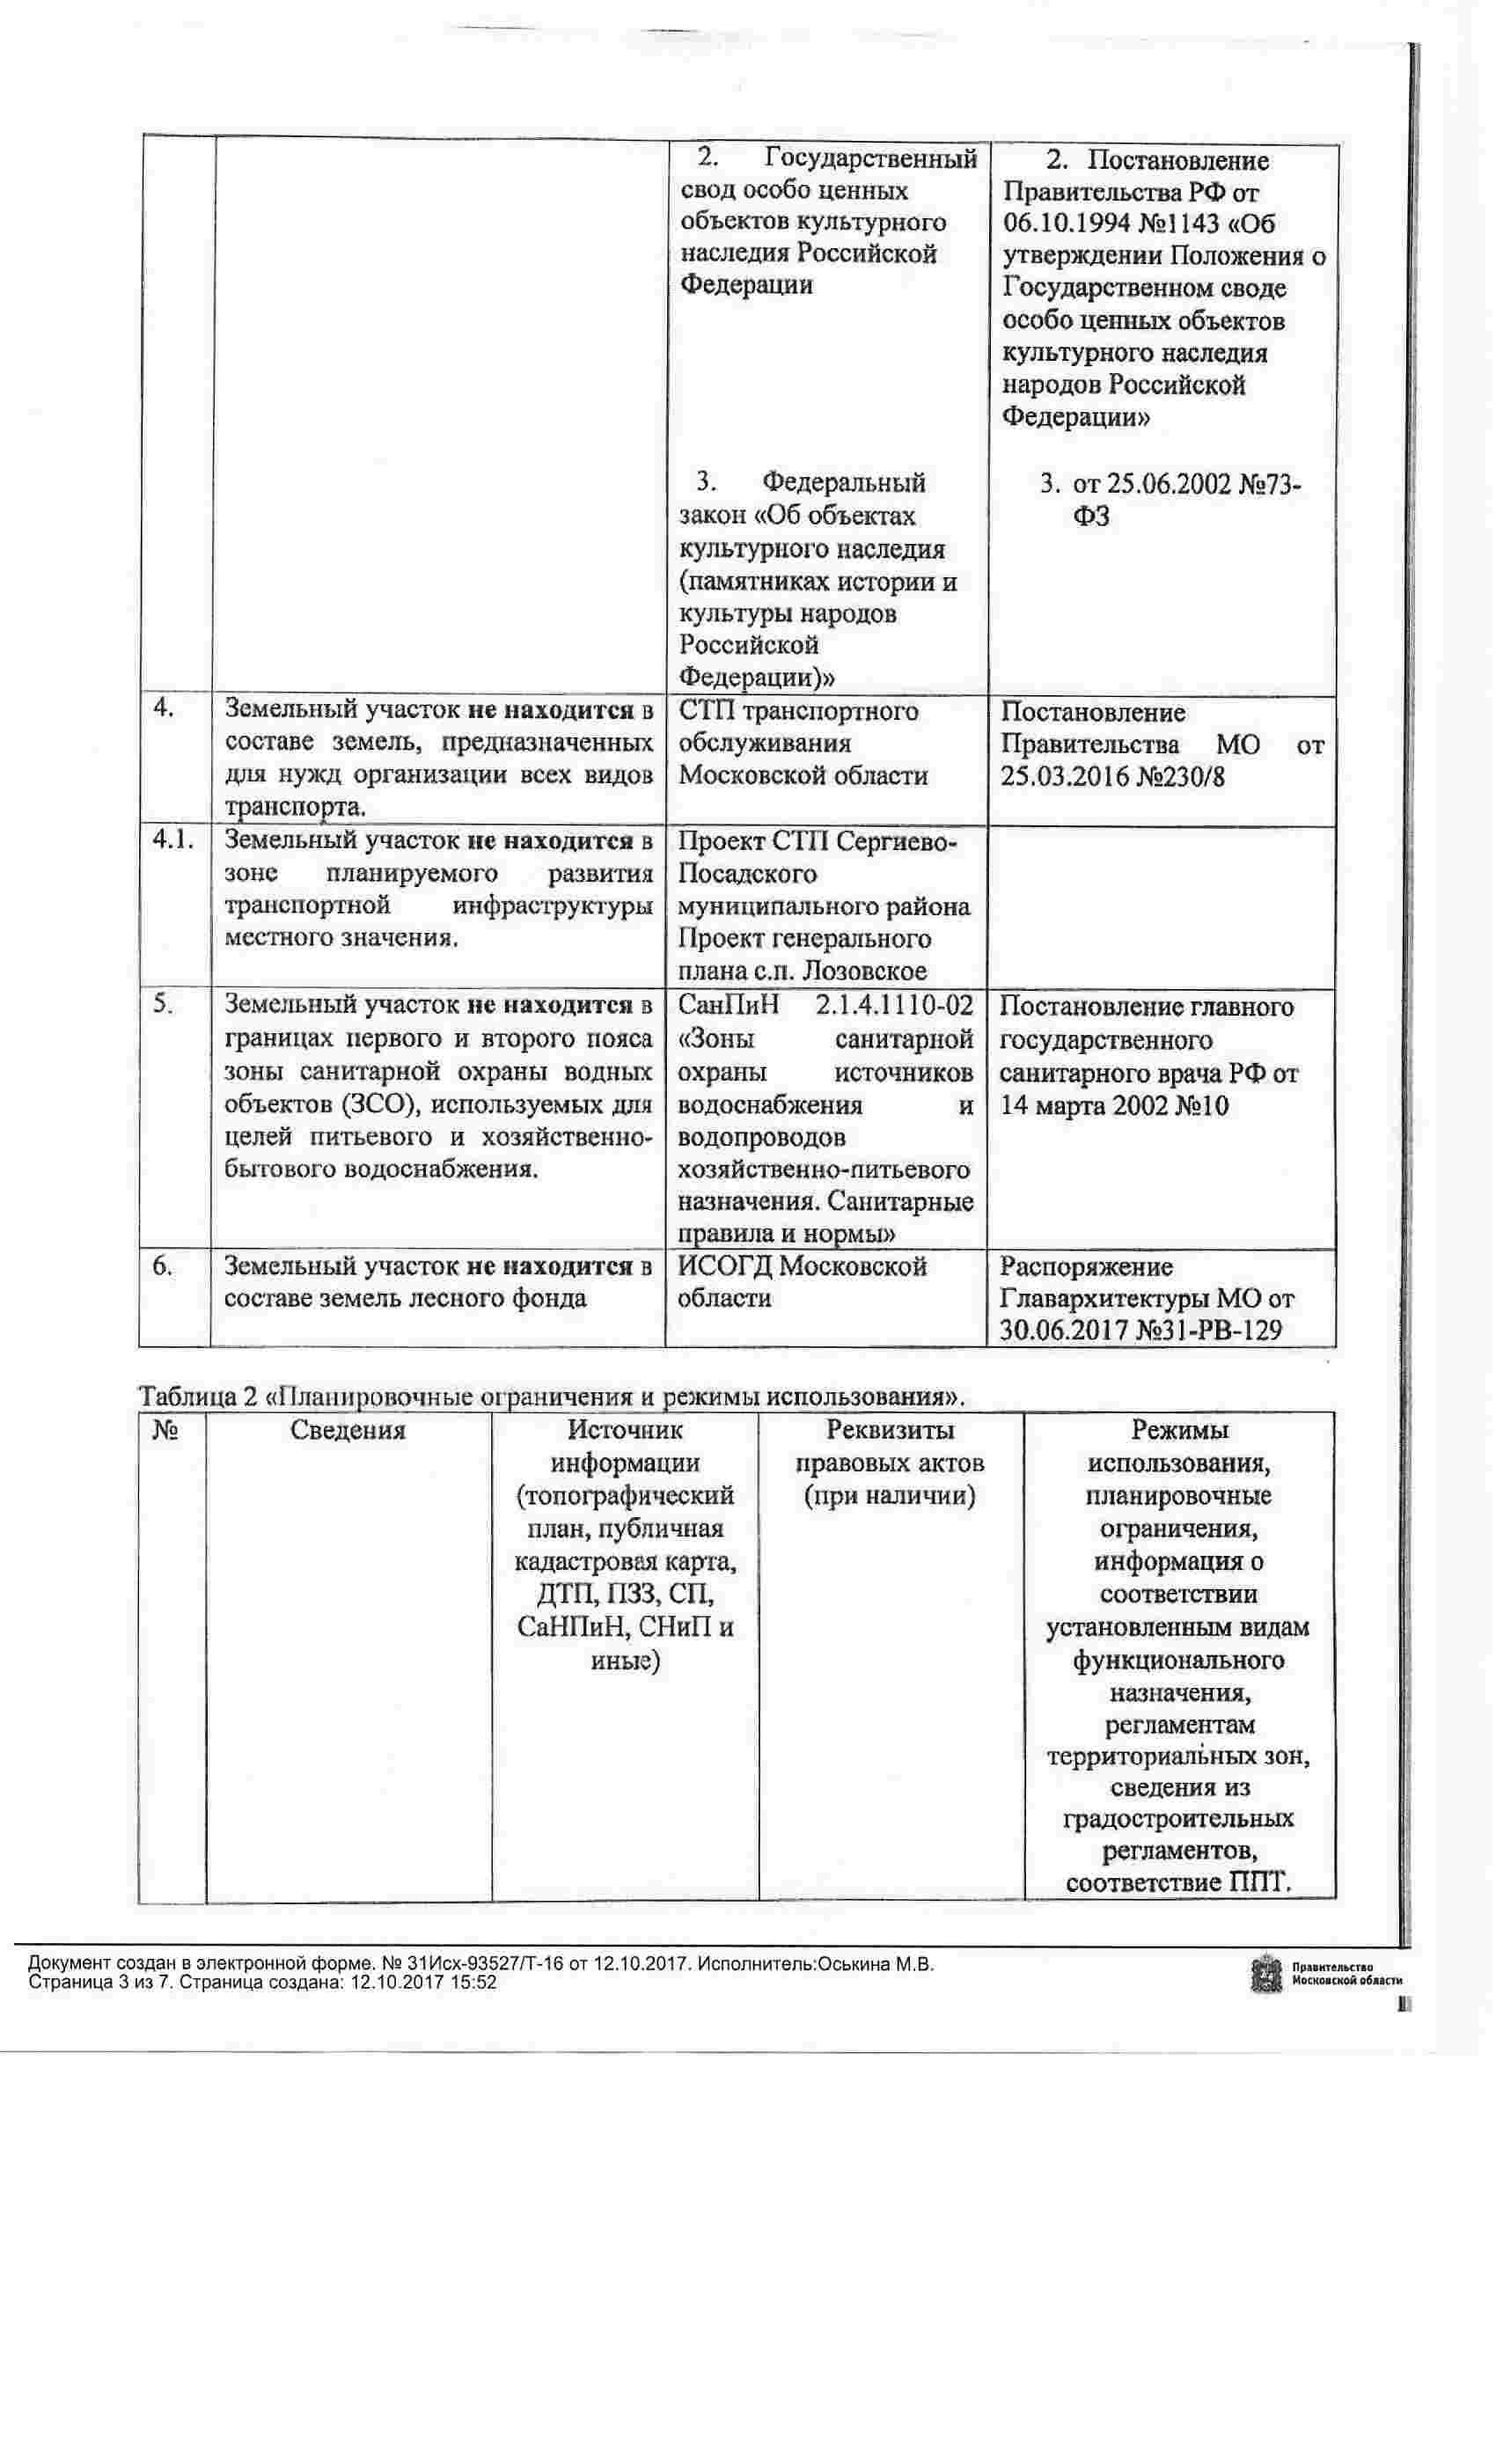 2. Государственный
свод особо ценных
объектов культурного
наследия Российской
Федерации
3. Федеральный
закон «Об объектах
культурного наследия
(памятниках истории и
культуры народов
Российской
Федерации)»
2. Постановление
Правительства РФ от
06.10.1994 №1143 «Об
утверждении Положения о
Государственном своде
особо ценных объектов
культурного наследия
народов Российской
Федерации»
3. от 25.06.2002 №73-
ФЗ
4.
Земельный участок не находится в
составе земель, предназначенных
для нужд организации всех видов
транспорта.
СТП транспортного
обслуживания
Московской области
Постановление
Правительства МО от
25.03.2016 №230/8
4.1.
Земельный участок не находится в
зоне планируемого развития
транспортной инфраструктуры
местного значения.
Проект СТП Сергиево-
Посадского
муниципального района
Проект генерального
плана с.п. Лозовское
5.
Земельный участок не находится в
границах первого и второго пояса
зоны санитарной охраны водных
объектов (ЗСО), используемых для
целей питьевого и хозяйственно-
бытового водоснабжения.
СанПиН 2.1.4.1110-02
«Зоны санитарной
охраны источников
водоснабжения и
водопроводов
хозяйственно-питьевого
назначения. Санитарные
правила и нормы»
Постановление главного
государственного
санитарного врача РФ от
14 марта 2002 №10
6.
Земельный участок не находится в
составе земель лесного фонда
ИСОГД Московской
области
Распоряжение
Главархитектуры МО от
30.06.2017 №31-РВ-129
Таблица 2 «Планировочные ограничения и режимы использования».
№
Сведения
Источник
информации
(топографический
план, публичная
кадастровая карта,
ДТП, ПЗЗ, СП,
СаНПиН, СНиП и
иные)
Реквизиты
правовых актов
(при наличии)
Режимы
использования,
планировочные
ограничения,
информация о
соответствии
установленным видам
функционального
назначения,
регламентам
территориальных зон,
сведения из
градостроительных
регламентов,
соответствие ППТ.
Документ создан в электронной форме. № 31Исх-93527/Т-16 от 12.10.2017. Исполнитель:Оськина М.В.
Страница 3 из 7. Страница создана: 12.10.2017 15:52
Правительство
Московской области